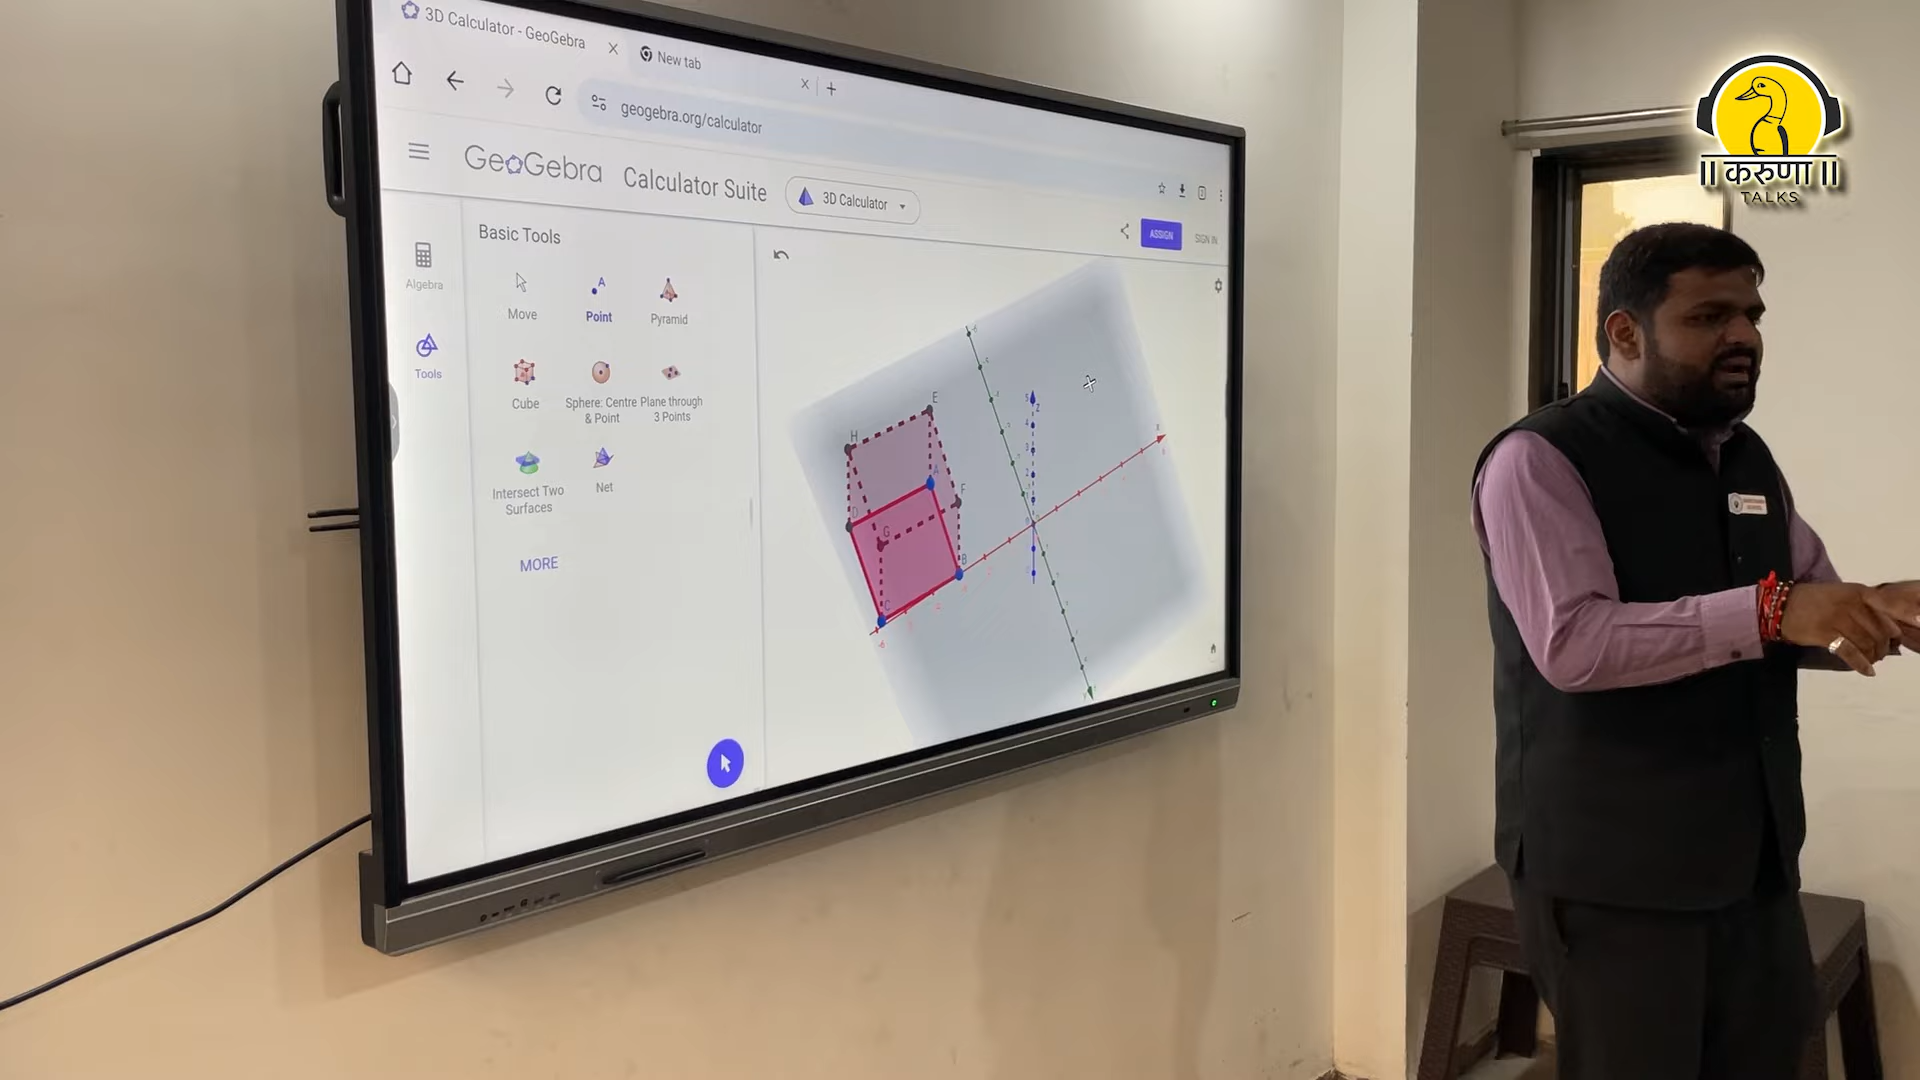 3D Calculator - GeoGebra
New tab
geogebra.org/calculator
GeoGebra Calculator Suite
3D Calculator
ASSIGN
SIGN IN
Algebra
Tools
Basic Tools
Move
Point
Pyramid
Cube
Sphere: Centre & Point
Plane through 3 Points
Intersect Two Surfaces
Net
MORE
E
H
A
F
D
G
B
C
॥ करुणा ॥
TALKS